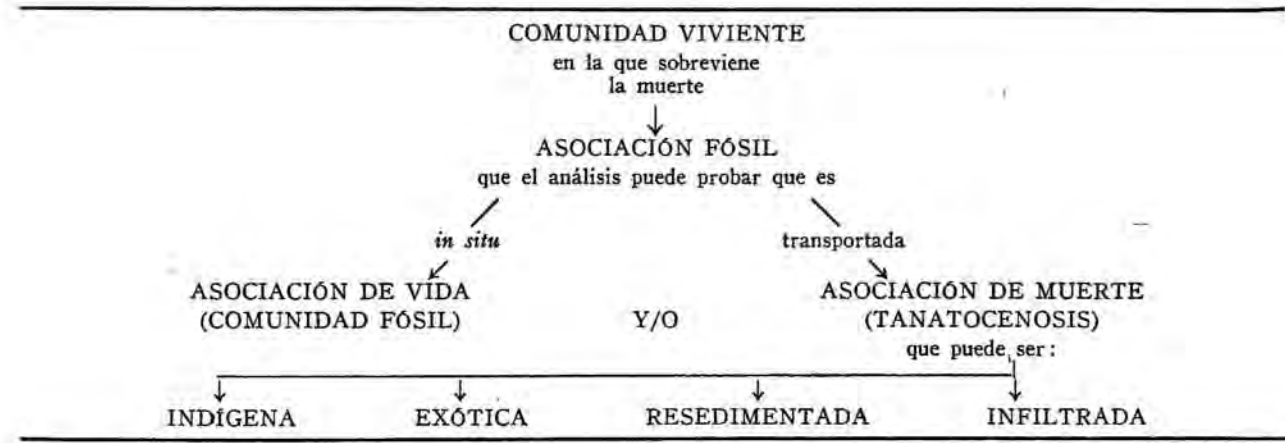 COMUNIDAD VIVIENTE
en la que sobreviene
la muerte
ASOCIACIÓN FÓSIL
que el análisis puede probar que es
in situ transportada
ASOCIACIÓN DE VIDA ASOCIACIÓN DE MUERTE
(COMUNIDAD FÓSIL) Y/O (TANATOCENOSIS)
que puede ser:
INDÍGENA EXÓTICA RESEDIMENTADA INFILTRADA